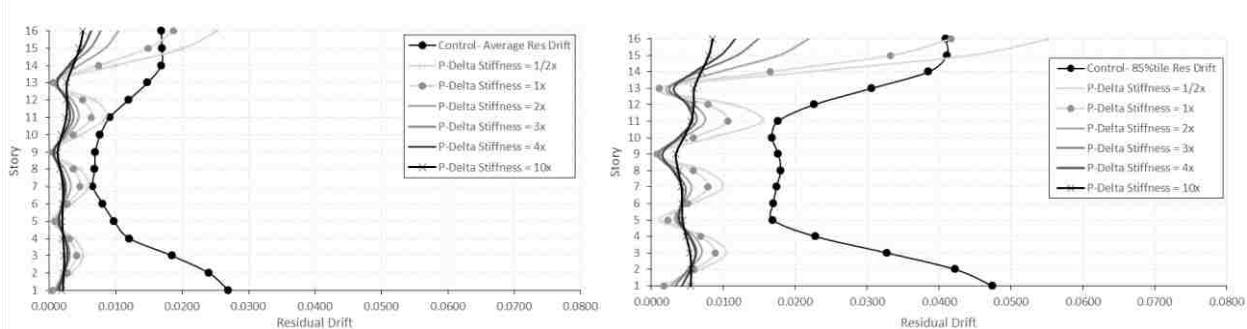 16
15
14
13
12
11
10
9
8
7
6
5
4
3
2
1
Story
0.0000
0.0100
0.0200
0.0300
0.0400
0.0500
0.0600
0.0700
0.0800
Residual Drift
Control- Average Res Drift
P-Delta Stiffness = 1/2x
P-Delta Stiffness = 1x
P-Delta Stiffness = 2x
P-Delta Stiffness = 3x
P-Delta Stiffness = 4x
P-Delta Stiffness = 10x
16
15
14
13
12
11
10
9
8
7
6
5
4
3
2
1
Story
0.0000
0.0100
0.0200
0.0300
0.0400
0.0500
0.0600
0.0700
0.0800
Residual Drift
Control- 85%tile Res Drift
P-Delta Stiffness = 1/2x
P-Delta Stiffness = 1x
P-Delta Stiffness = 2x
P-Delta Stiffness = 3x
P-Delta Stiffness = 4x
P-Delta Stiffness = 10x